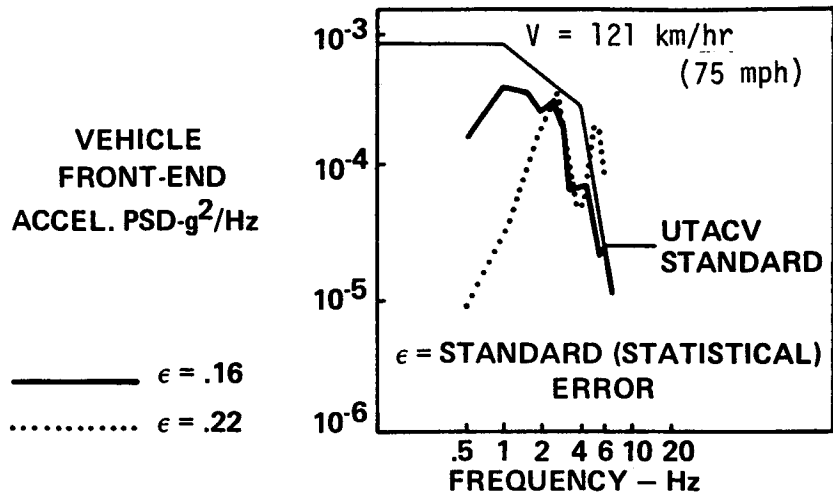 10-3
V = 121 km/hr
(75 mph)
VEHICLE
FRONT-END
ACCEL. PSD-g2/Hz
10-4
UTACV
STANDARD
10-5
ϵ = STANDARD (STATISTICAL)
ERROR
ϵ = .16
ϵ = .22
10-6
.5 1 2 4 6 10 20
FREQUENCY – Hz